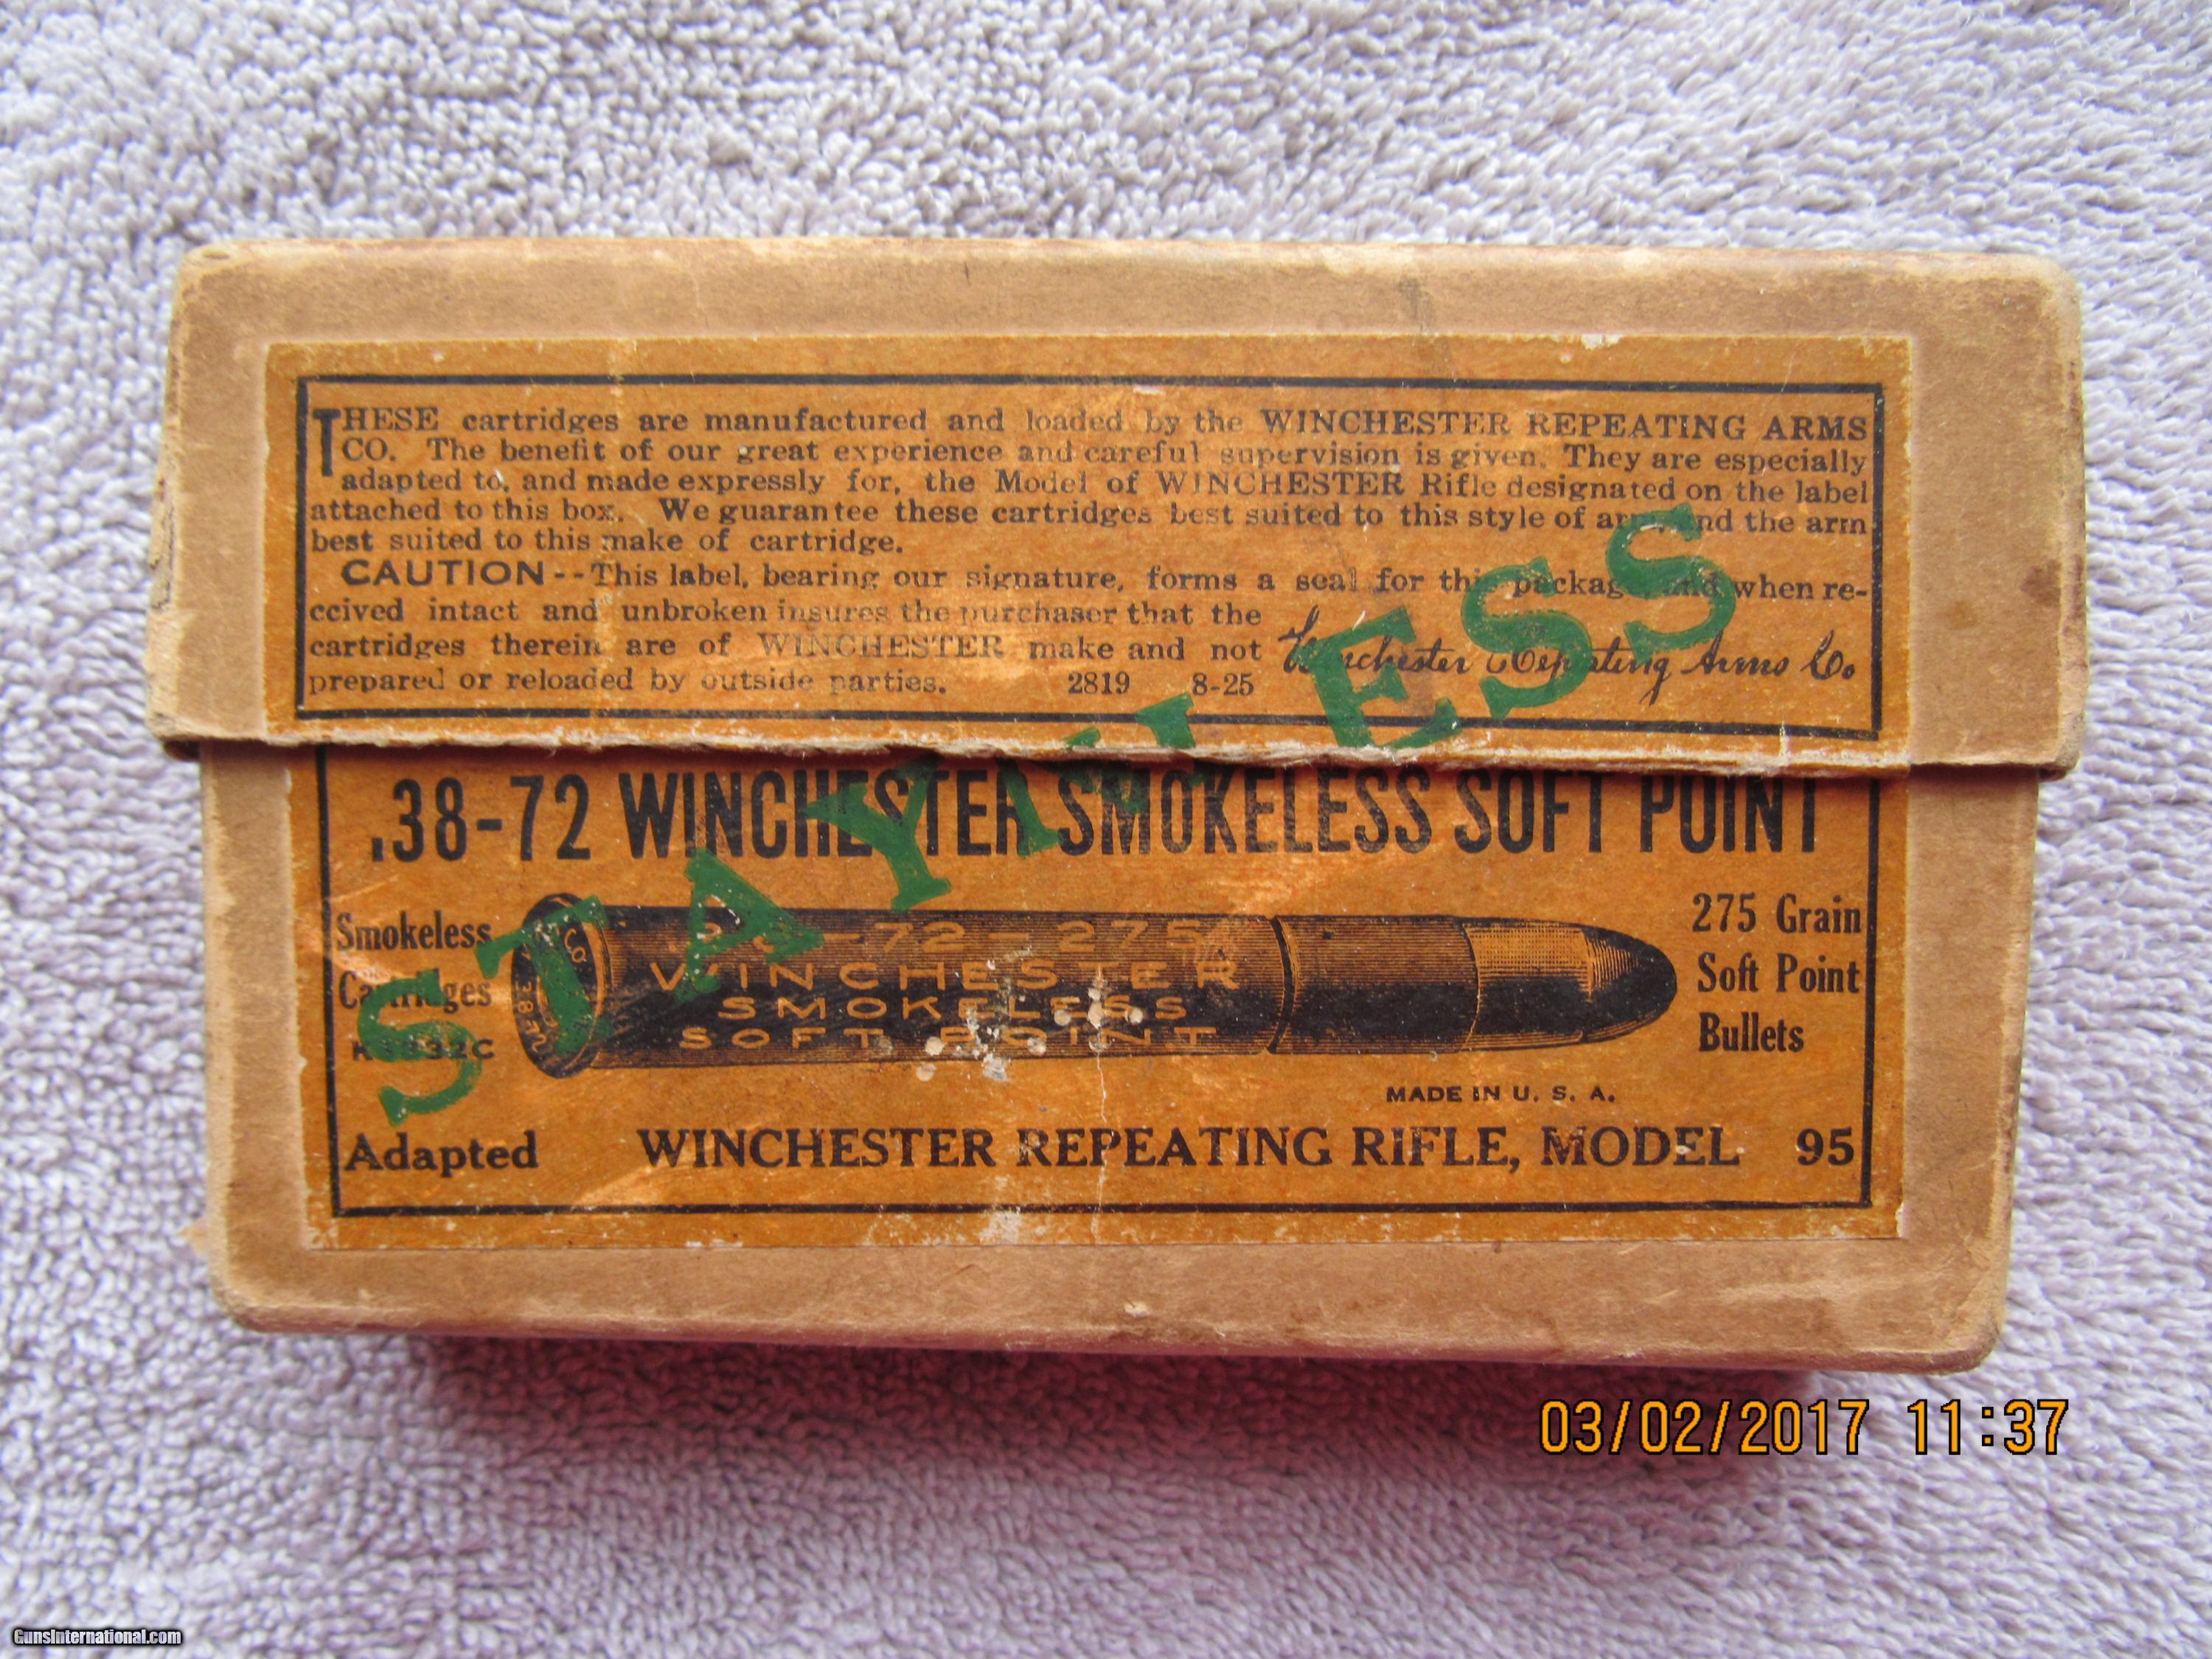 THESE cartridges are manufactured and loaded by the WINCHESTER REPEATING ARMS
CO. The benefit of our great experience and careful supervision is given. They are especially
adapted to, and made expressly for, the Model of WINCHESTER Rifle designated on the label
attached to this box. We guarantee these cartridges best suited to this style of arm, and the arm
best suited to this make of cartridge.
CAUTION--This label, bearing our signature, forms a seal for this package and when re-
ceived intact and unbroken insures the purchaser that the
cartridges therein are of WINCHESTER make and not
prepared or reloaded by outside parties. 2819 8-25
Winchester Repeating Arms Co.
STAYNLESS
.38-72 WINCHESTER SMOKELESS SOFT POINT
Smokeless
Cartridges
275 Grain
Soft Point
Bullets
.38-72-275
WINCHESTER
SMOKELESS
SOFT POINT
MADE IN U. S. A.
Adapted WINCHESTER REPEATING RIFLE, MODEL 95
03/02/2017 11:37
GunsInternational.com